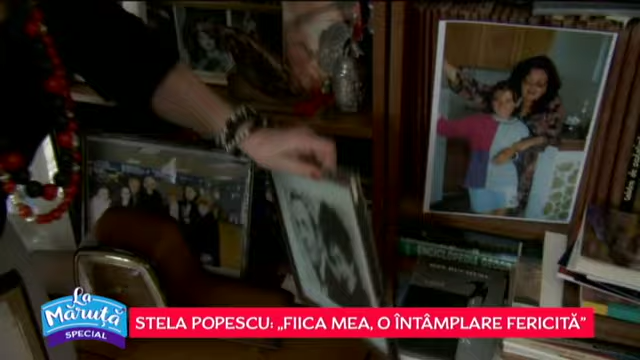 La
Măruță
SPECIAL
STELA POPESCU: „FIICA MEA, O ÎNTÂMPLARE FERICITĂ”